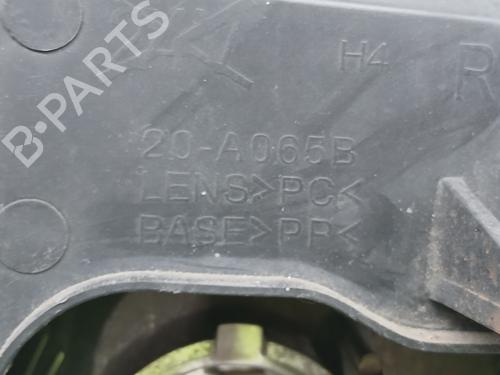 B-PARTS
H4 R
20-A065B
LENS>PC<
BASE>PP<